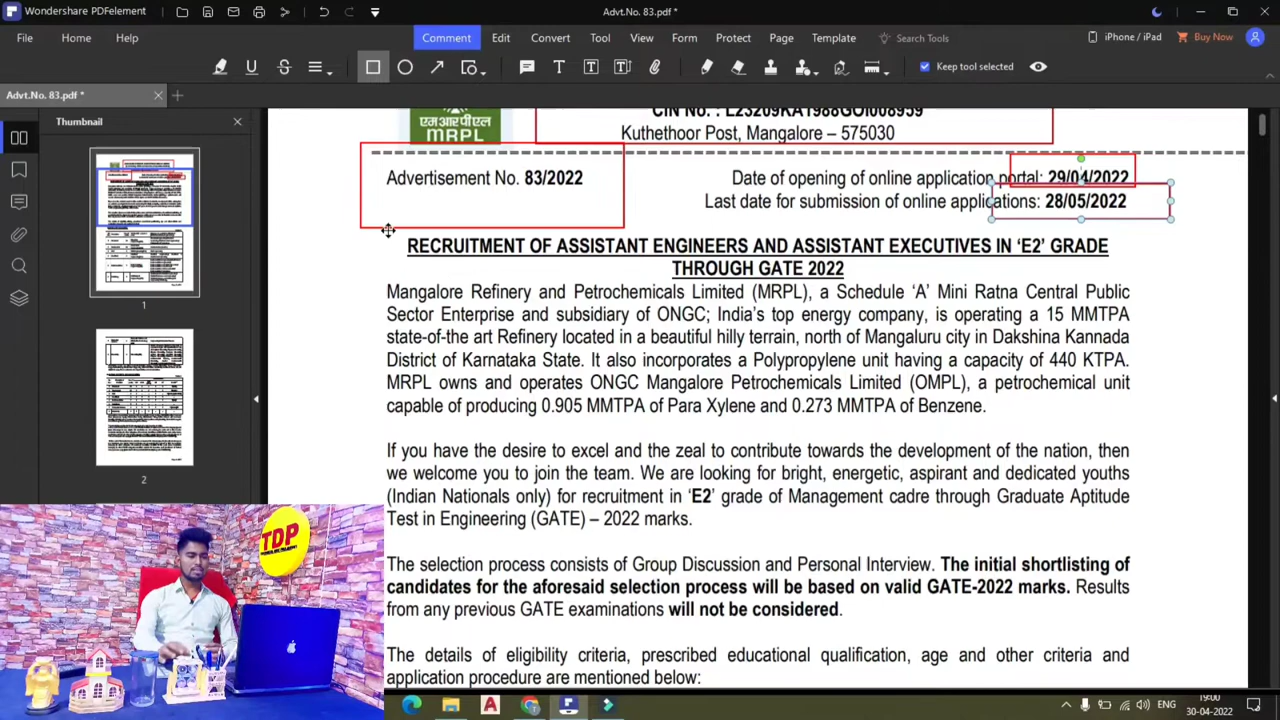 Wondershare PDFelement
Advt.No. 83.pdf *
File Home Help
Comment Edit Convert Tool View Form Protect Page Template Search Tools
iPhone / iPad Buy Now
Keep tool selected
Advt.No. 83.pdf *
Thumbnail
1
2
CIN No. : L23209KA1988GOI008959
एमआरपीएल
MRPL
Kuthethoor Post, Mangalore – 575030
Advertisement No. 83/2022
Date of opening of online application portal: 29/04/2022
Last date for submission of online applications: 28/05/2022
RECRUITMENT OF ASSISTANT ENGINEERS AND ASSISTANT EXECUTIVES IN ‘E2’ GRADE
THROUGH GATE 2022
Mangalore Refinery and Petrochemicals Limited (MRPL), a Schedule ‘A’ Mini Ratna Central Public
Sector Enterprise and subsidiary of ONGC; India’s top energy company, is operating a 15 MMTPA
state-of-the art Refinery located in a beautiful hilly terrain, north of Mangaluru city in Dakshina Kannada
District of Karnataka State. It also incorporates a Polypropylene unit having a capacity of 440 KTPA.
MRPL owns and operates ONGC Mangalore Petrochemicals Limited (OMPL), a petrochemical unit
capable of producing 0.905 MMTPA of Para Xylene and 0.273 MMTPA of Benzene.
If you have the desire to excel and the zeal to contribute towards the development of the nation, then
we welcome you to join the team. We are looking for bright, energetic, aspirant and dedicated youths
(Indian Nationals only) for recruitment in ‘E2’ grade of Management cadre through Graduate Aptitude
Test in Engineering (GATE) – 2022 marks.
The selection process consists of Group Discussion and Personal Interview. The initial shortlisting of
candidates for the aforesaid selection process will be based on valid GATE-2022 marks. Results
from any previous GATE examinations will not be considered.
The details of eligibility criteria, prescribed educational qualification, age and other criteria and
application procedure are mentioned below:
TDP
ENG
19:00
30-04-2022